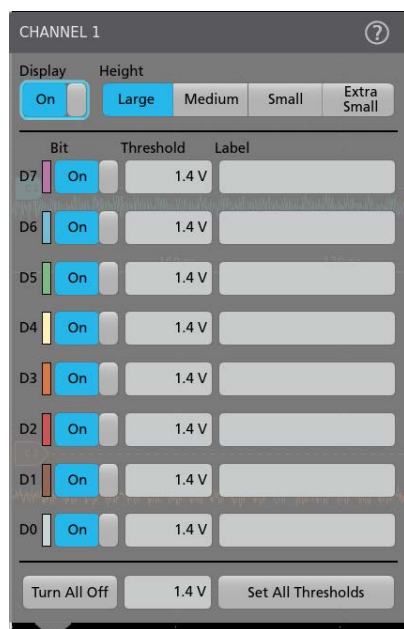 CHANNEL 1 ?
Display Height
On Large Medium Small Extra Small
Bit Threshold Label
D7 On 1.4 V
D6 On 1.4 V
D5 On 1.4 V
D4 On 1.4 V
D3 On 1.4 V
D2 On 1.4 V
D1 On 1.4 V
D0 On 1.4 V
Turn All Off 1.4 V Set All Thresholds